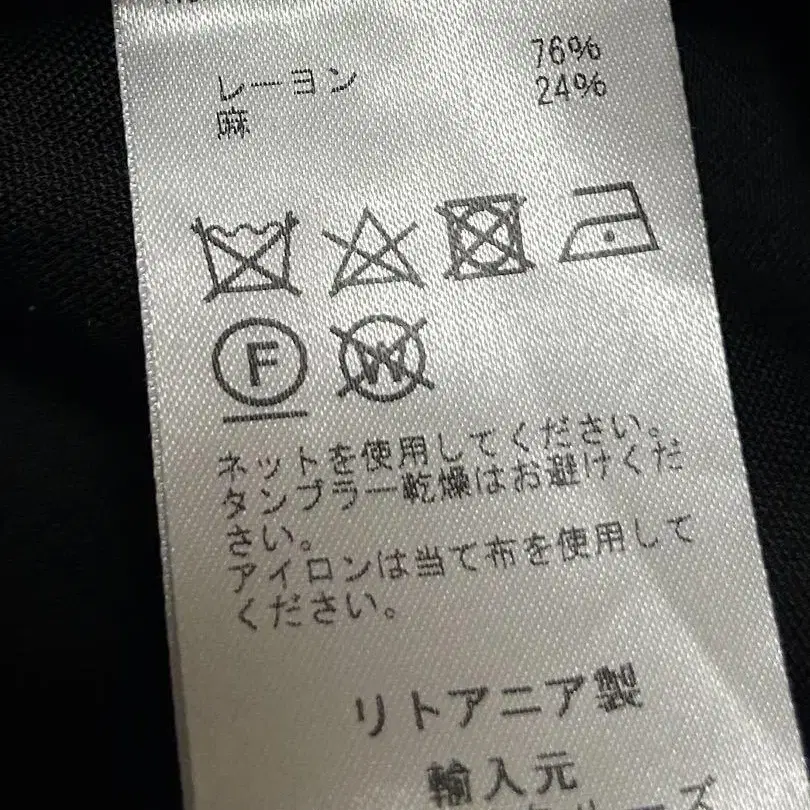 レーヨン 76%
麻 24%
F
W
ネットを使用してください。
タンブラー乾燥はお避けくだ
さい。
アイロンは当て布を使用して
ください。
リトアニア製
輸入元